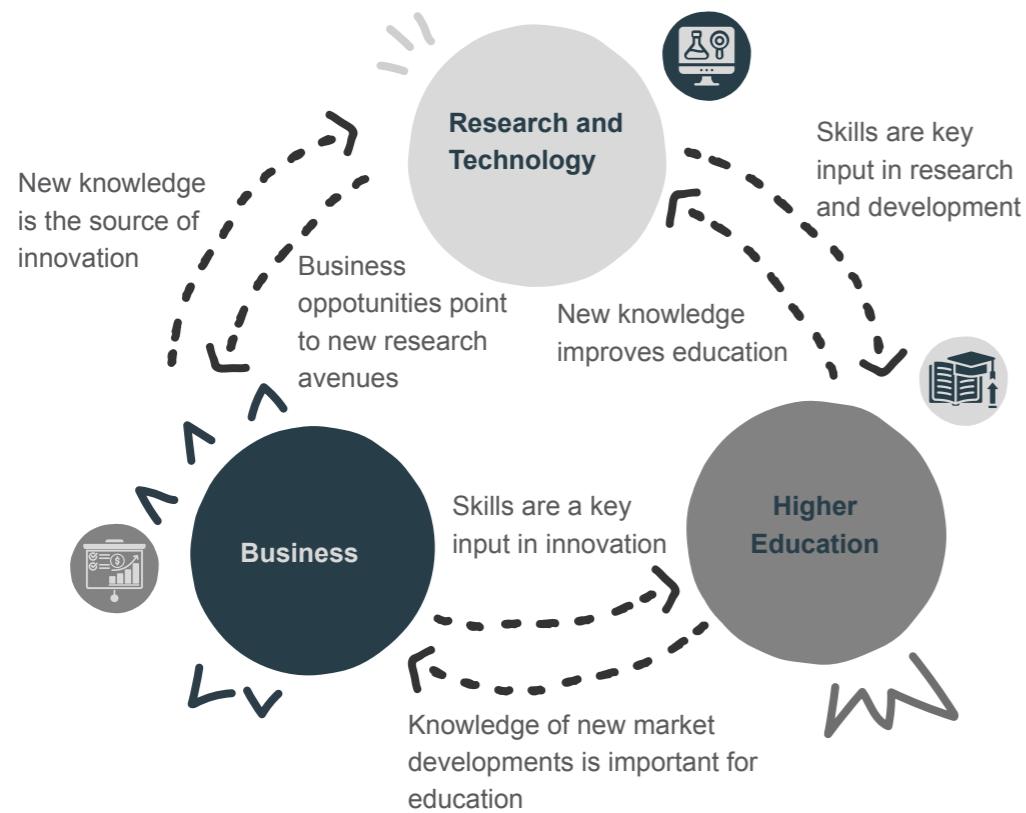 Research and
Technology
Skills are key
input in research
and development
New knowledge
is the source of
innovation
Business
oppotunities point
to new research
avenues
New knowledge
improves education
Skills are a key
input in innovation
Higher
Education
Business
$
Knowledge of new market
developments is important for
education